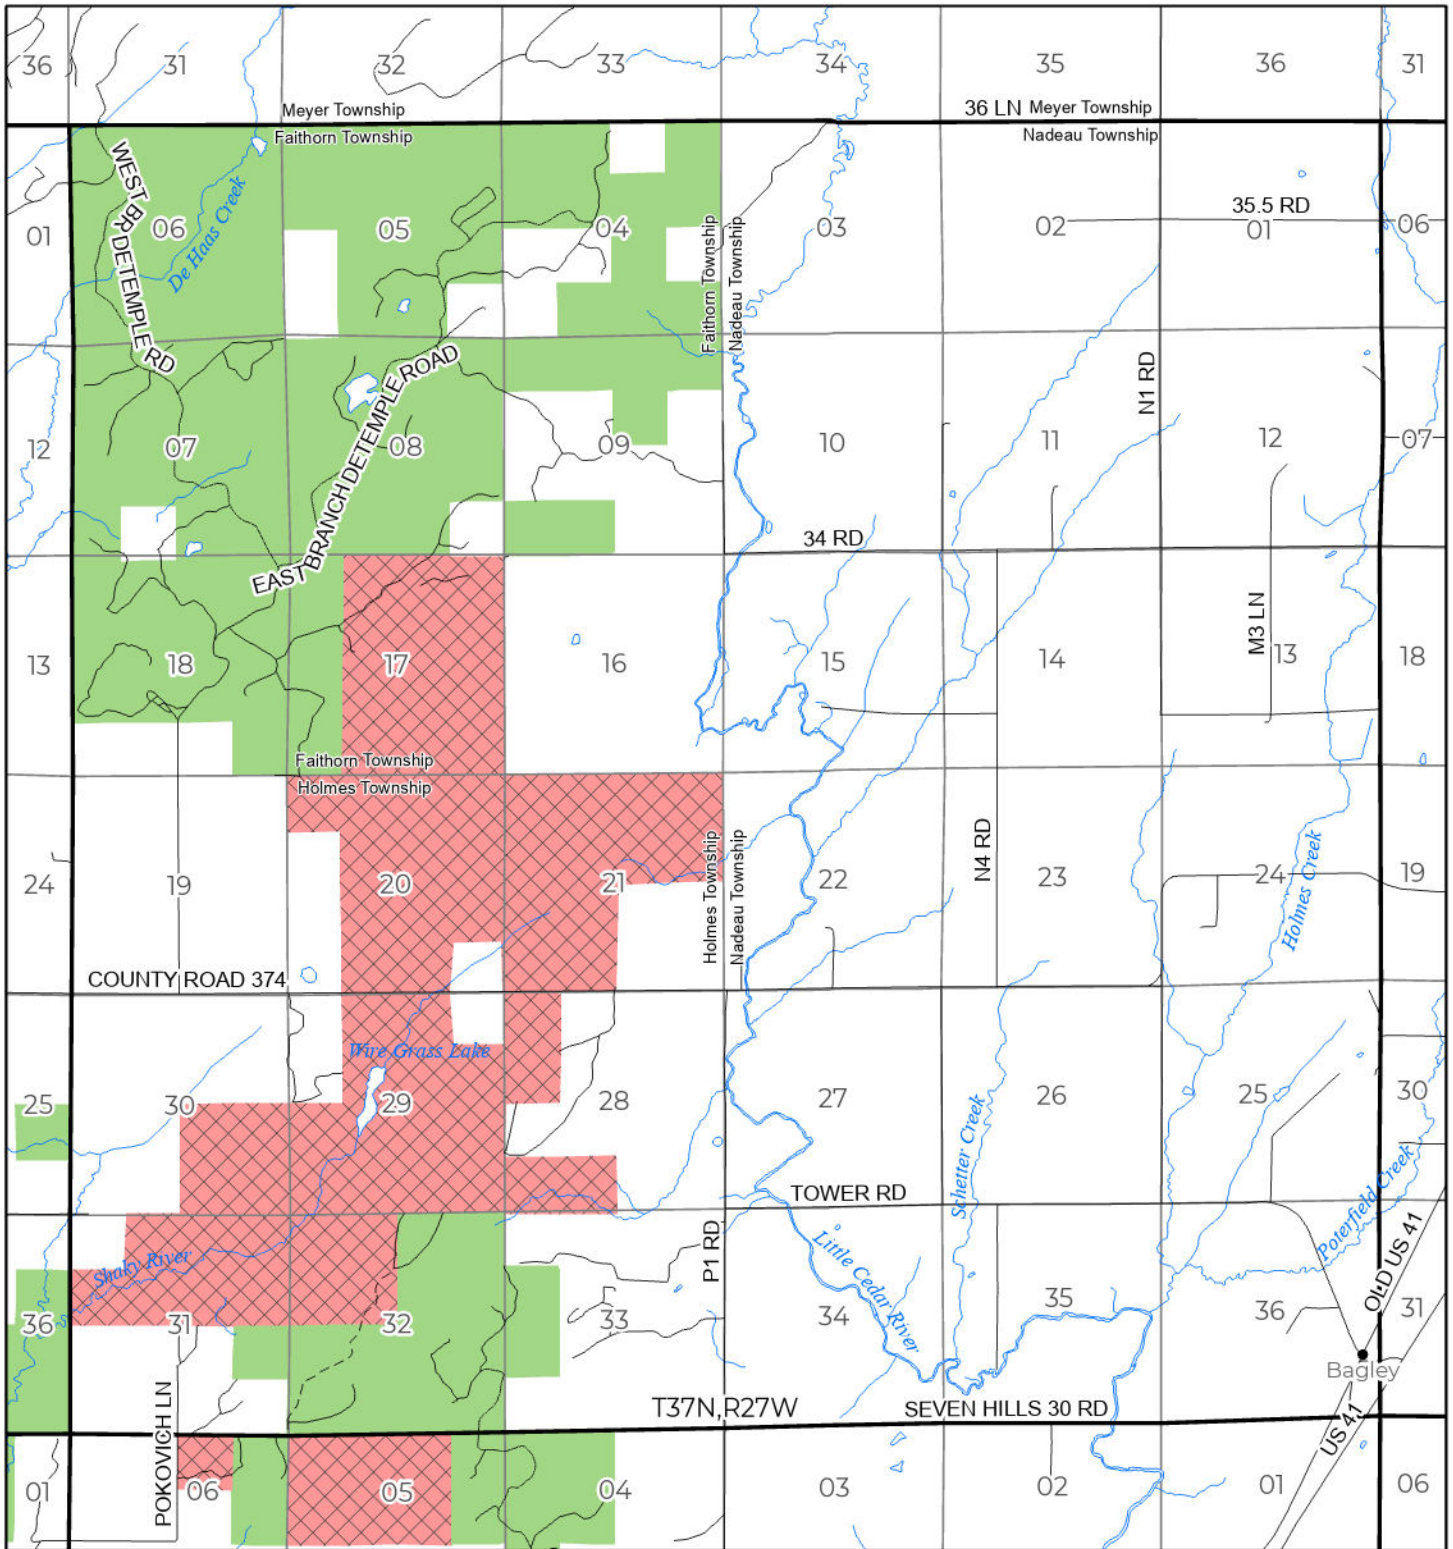 36 31 32 33 34 35 36 31
Meyer Township
36 LN Meyer Township
Faithorn Township
Nadeau Township
WEST BR DETEMPLE RD
De Haas Creek
35.5 RD
01 06 05 04 03 02 01 06
Faithorn Township
Nadeau Township
EAST BRANCH DETEMPLE ROAD
N1 RD
12 07 08 09 10 11 12 07
34 RD
M3 LN
13 18 17 16 15 14 13 18
Faithorn Township
Holmes Township
Holmes Township
Nadeau Township
N4 RD
Holmes Creek
24 19 20 21 22 23 24 19
COUNTY ROAD 374
Wire Grass Lake
25 30 29 28 27 26 25 30
Schetter Creek
Poterfield Creek
TOWER RD
P1 RD
Little Cedar River
Shaky River
OLD US 41
36 31 32 33 34 35 36 31
Bagley
POKOVICH LN
T37N,R27W
SEVEN HILLS 30 RD
US 41
01 06 05 04 03 02 01 06